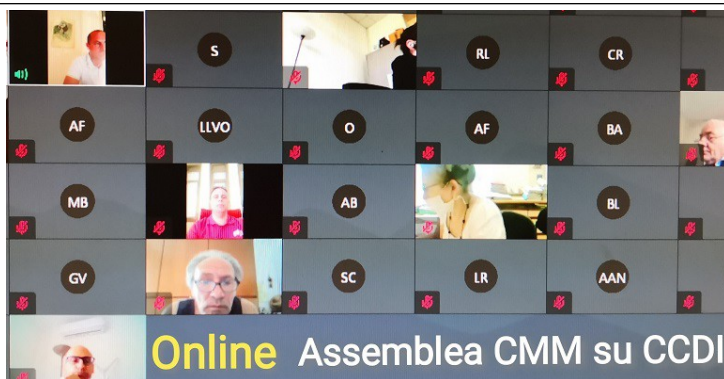 S
RL
CR
AF
LLVO
O
AF
BA
MB
AB
BL
GV
SC
LR
AAN
Online Assemblea CMM su CCDI